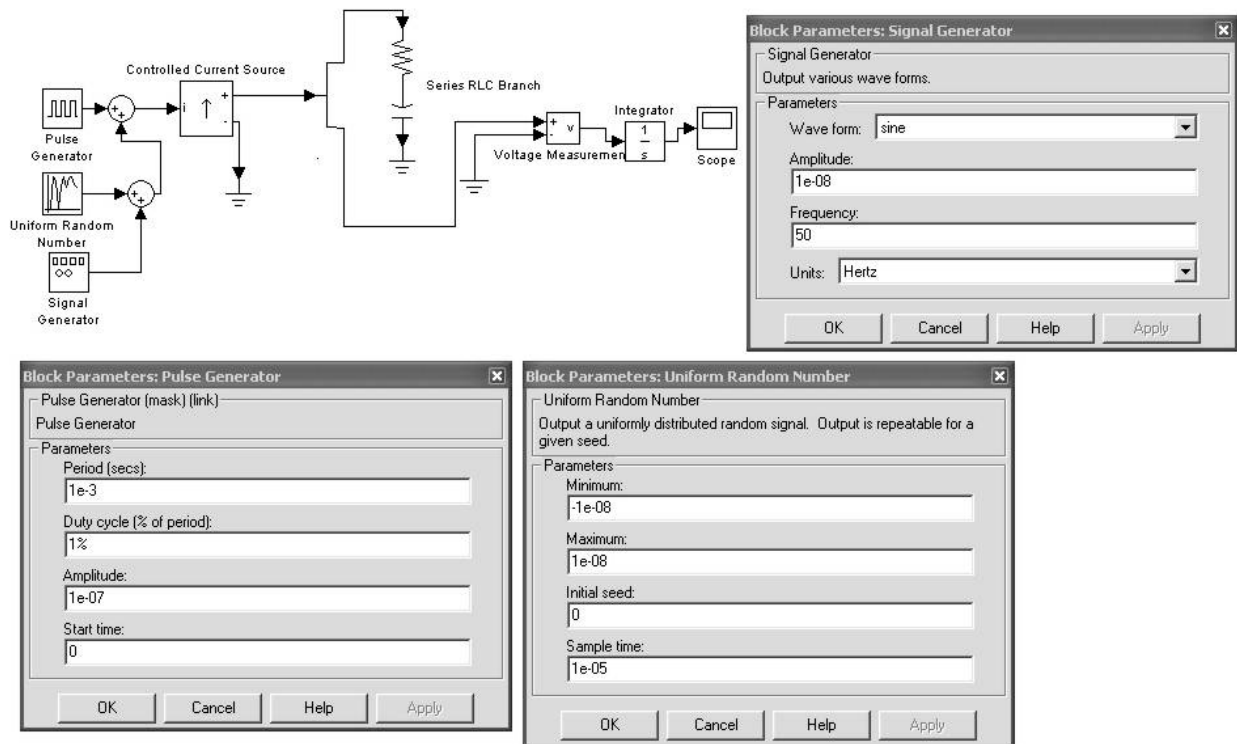 Controlled Current Source
i
+
-
Pulse
Generator
Uniform Random
Number
Signal
Generator
Series RLC Branch
+
-
v
Voltage Measuremen
Integrator
1
s
Scope
Block Parameters: Signal Generator
Signal Generator
Output various wave forms.
Parameters
Wave form: sine
Amplitude:
1e-08
Frequency:
50
Units: Hertz
OK Cancel Help Apply
Block Parameters: Pulse Generator
Pulse Generator (mask) (link)
Pulse Generator
Parameters
Period (secs):
1e-3
Duty cycle (% of period):
1%
Amplitude:
1e-07
Start time:
0
OK Cancel Help Apply
Block Parameters: Uniform Random Number
Uniform Random Number
Output a uniformly distributed random signal. Output is repeatable for a
given seed.
Parameters
Minimum:
-1e-08
Maximum:
1e-08
Initial seed:
0
Sample time:
1e-05
OK Cancel Help Apply